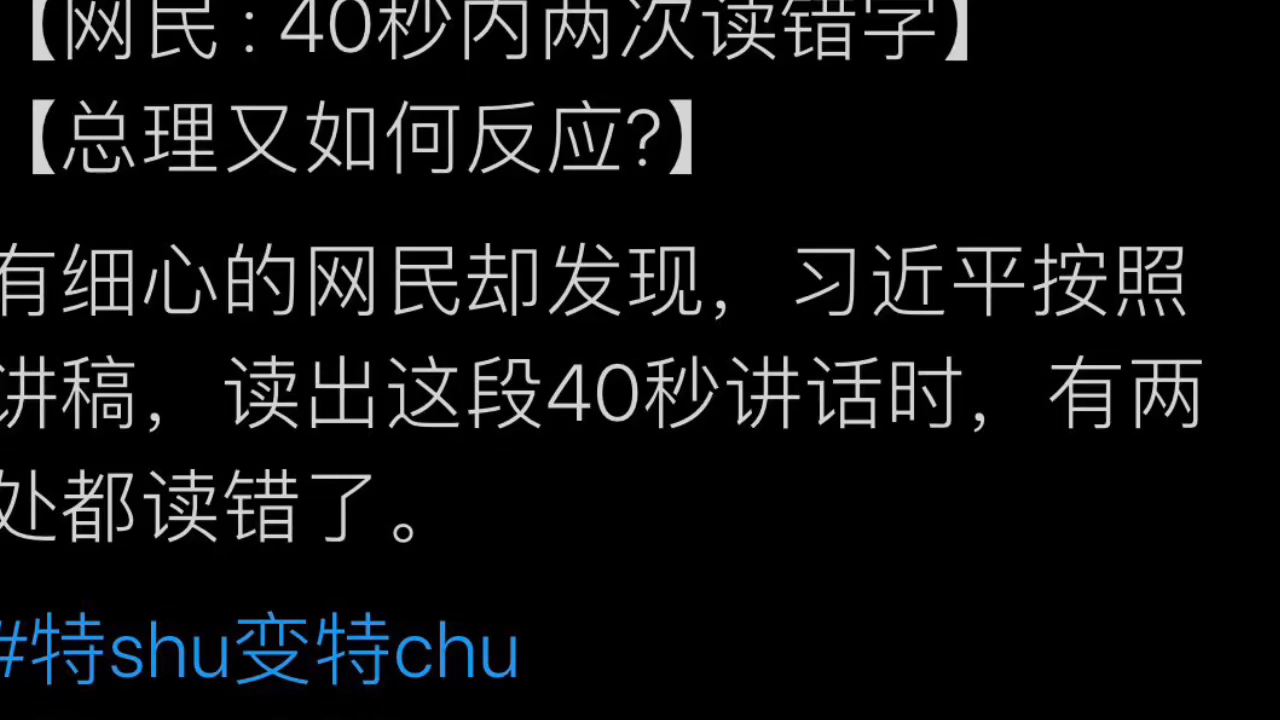 【网民:40秒内两次读错字】
【总理又如何反应?】
有细心的网民却发现，习近平按照
讲稿，读出这段40秒讲话时，有两
处都读错了。
#特shu变特chu